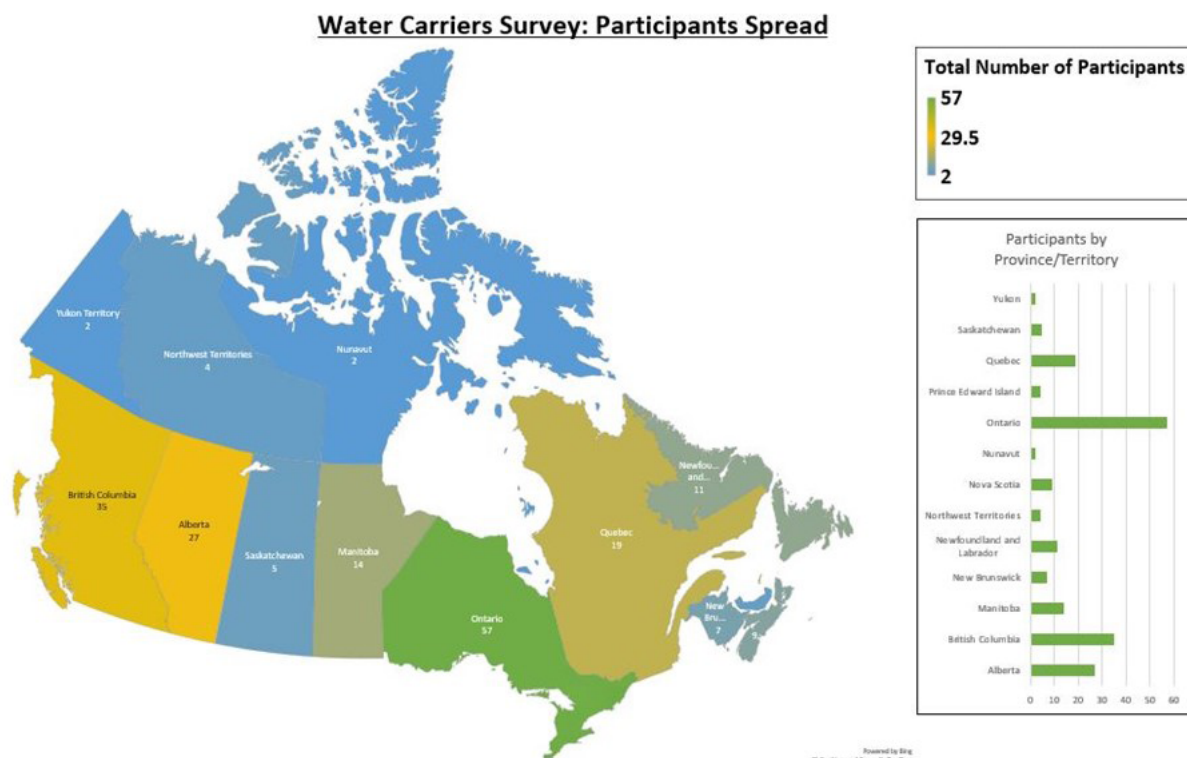 Water Carriers Survey: Participants Spread
Total Number of Participants
57
29.5
2
Yukon Territory
2
Northwest Territories
4
Nunavut
2
British Columbia
35
Alberta
27
Saskatchewan
5
Manitoba
14
Ontario
57
Quebec
19
Newfou...
and...
11
New
Bru...
7
9
Participants by
Province/Territory
Yukon
Saskatchewan
Quebec
Prince Edward Island
Ontario
Nunavut
Nova Scotia
Northwest Territories
Newfoundland and
Labrador
New Brunswick
Manitoba
British Columbia
Alberta
0 10 20 30 40 50 60
Powered by Bing